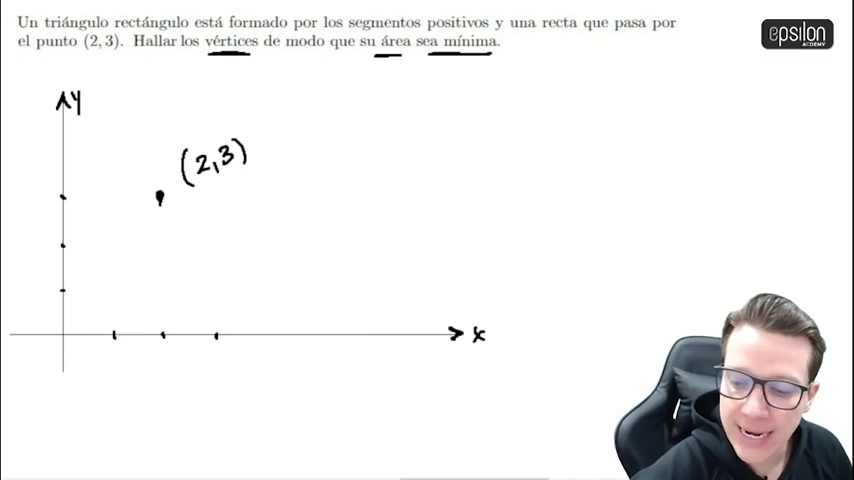 Un triángulo rectángulo está formado por los segmentos positivos y una recta que pasa por
el punto (2, 3). Hallar los vértices de modo que su área sea mínima.
epsilon
ACADEMY
y
(2,3)
x